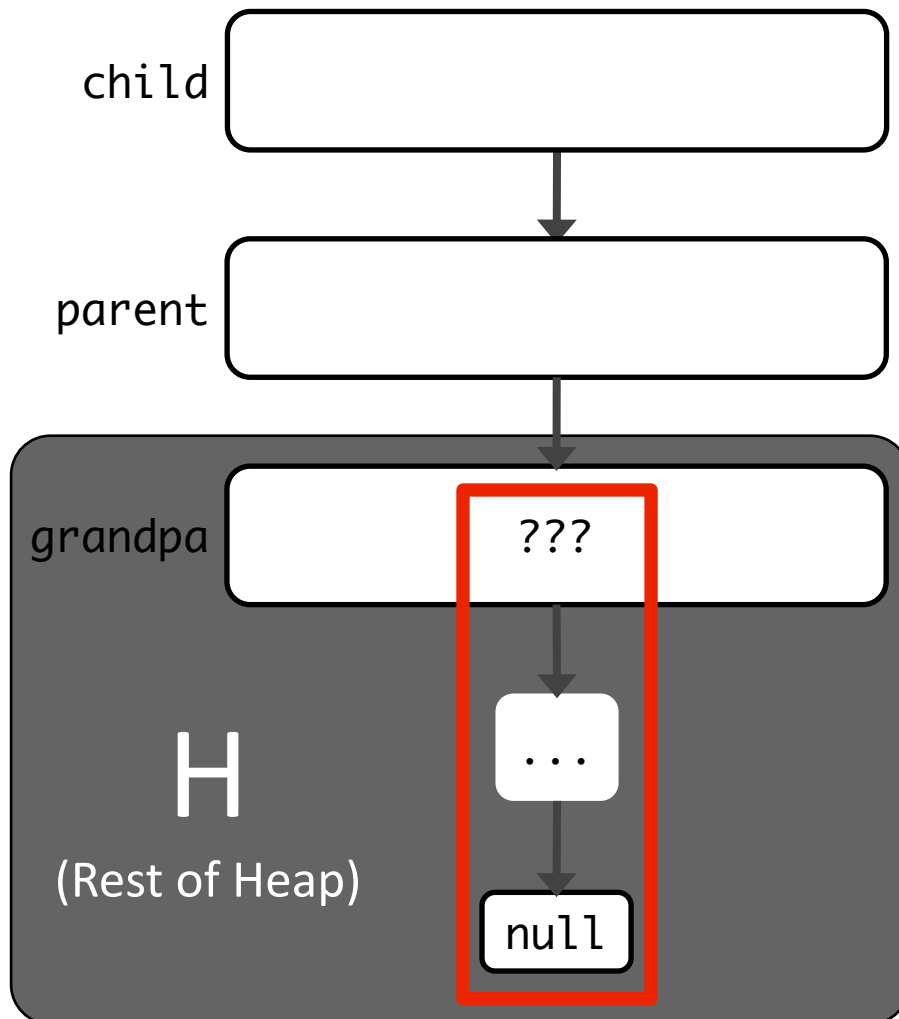 child
parent
grandpa
???
...
H
(Rest of Heap)
null